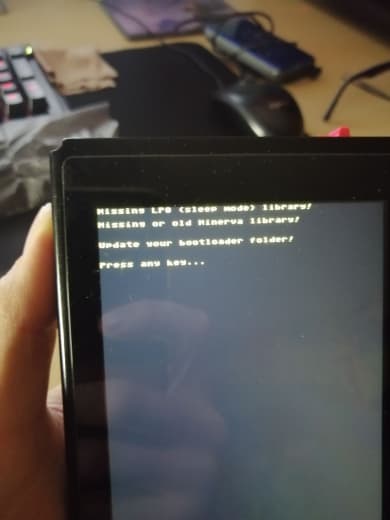 Missing LP0 (sleep mode) library!
Missing or old Minerva library!
Update your bootloader folder!
Press any key...